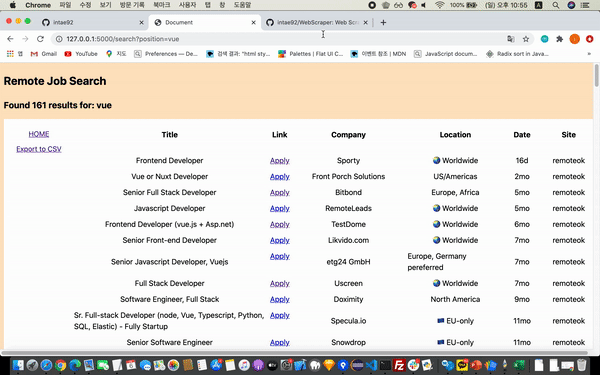 Chrome 파일 수정 보기 방문 기록 북마크 사용자 탭 창 도움말 100% (일) 오후 10:55
intae92
Document
intae92/WebScraper: Web Scr
127.0.0.1:5000/search?position=vue
앱 Gmail YouTube 지도 Preferences — De... 검색 결과: "html sty... Palettes | Flat UI C... 이벤트 참조 | MDN JavaScript docum... Radix sort in Javax...
Remote Job Search
Found 161 results for: vue
HOME
Export to CSV
Title Link Company Location Date Site
Frontend Developer Apply Sporty Worldwide 16d remoteok
Vue or Nuxt Developer Apply Front Porch Solutions US/Americas 2mo remoteok
Senior Full Stack Developer Apply Bitbond Europe, Africa 5mo remoteok
Javascript Developer Apply RemoteLeads Worldwide 5mo remoteok
Frontend Developer (vue.js + Asp.net) Apply TestDome Worldwide 6mo remoteok
Senior Front-end Developer Apply Likvido.com Worldwide 7mo remoteok
Senior Javascript Developer, Vuejs Apply etg24 GmbH Europe, Germany pereferred 7mo remoteok
Full Stack Developer Apply Uscreen Worldwide 7mo remoteok
Software Engineer, Full Stack Apply Doximity North America 9mo remoteok
Sr. Full-stack Developer (node, Vue, Typescript, Python, SQL, Elastic) - Fully Startup Apply Specula.io EU-only 11mo remoteok
Senior Software Engineer Apply Snowdrop EU-only 11mo remoteok